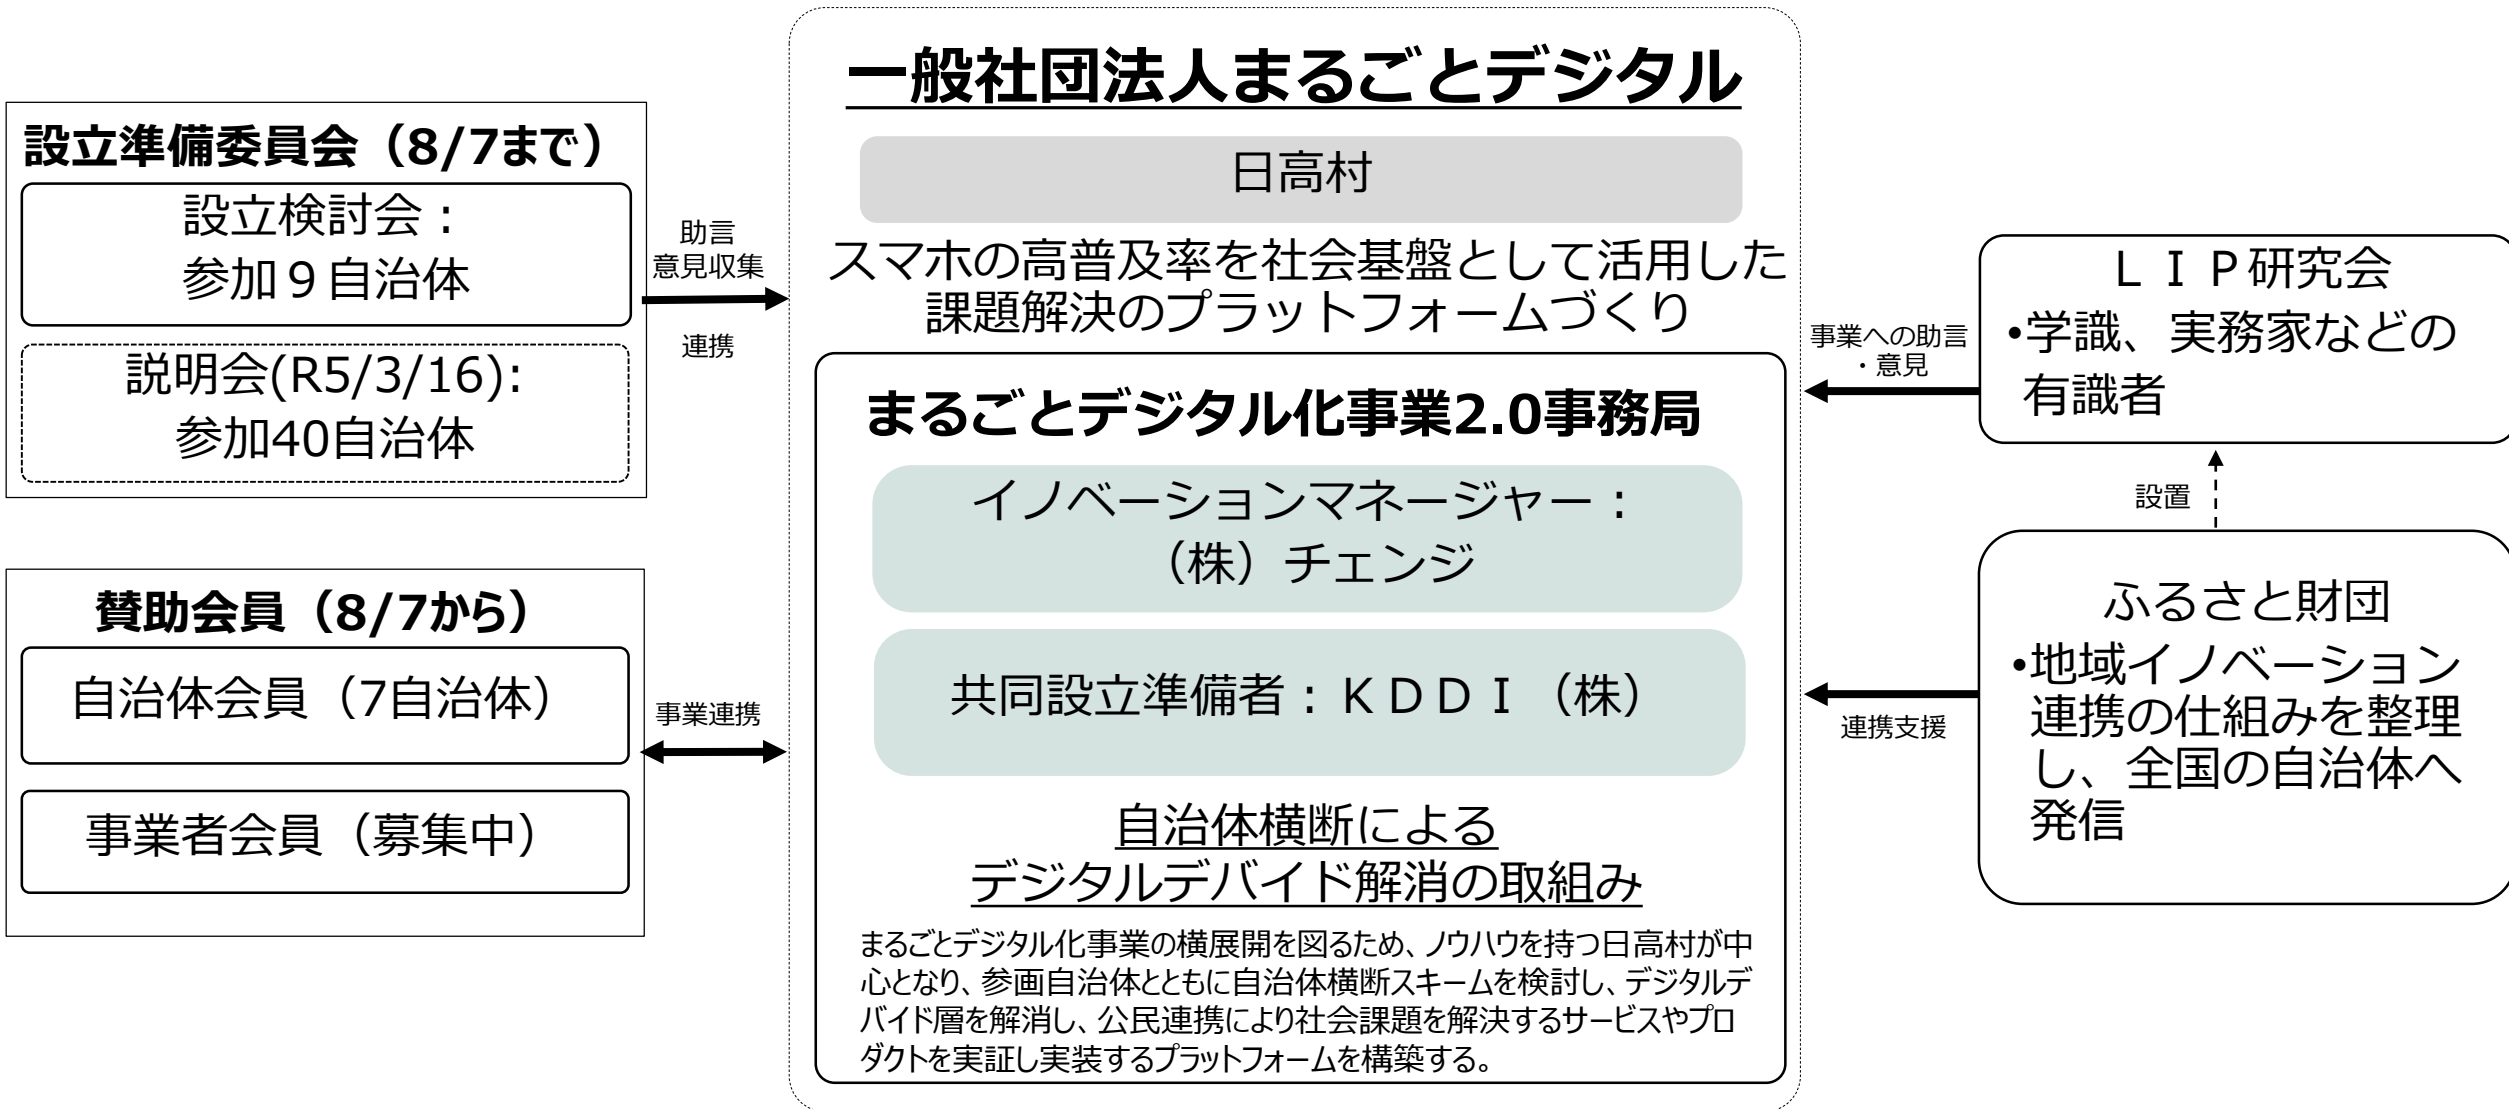 設立準備委員会（8/7まで）
設立検討会：
参加９自治体
説明会(R5/3/16):
参加40自治体
助言
意見収集
連携
賛助会員（8/7から）
自治体会員（7自治体）
事業者会員（募集中）
事業連携
一般社団法人まるごとデジタル
日高村
スマホの高普及率を社会基盤として活用した
課題解決のプラットフォームづくり
まるごとデジタル化事業2.0事務局
イノベーションマネージャー：
（株）チェンジ
共同設立準備者：ＫＤＤＩ（株）
自治体横断による
デジタルデバイド解消の取組み
まるごとデジタル化事業の横展開を図るため、ノウハウを持つ日高村が中
心となり、参画自治体とともに自治体横断スキームを検討し、デジタルデ
バイド層を解消し、公民連携により社会課題を解決するサービスやプロ
ダクトを実証し実装するプラットフォームを構築する。
事業への助言
・意見
連携支援
ＬＩＰ研究会
•学識、実務家などの
有識者
設置
ふるさと財団
•地域イノベーション
連携の仕組みを整理
し、全国の自治体へ
発信